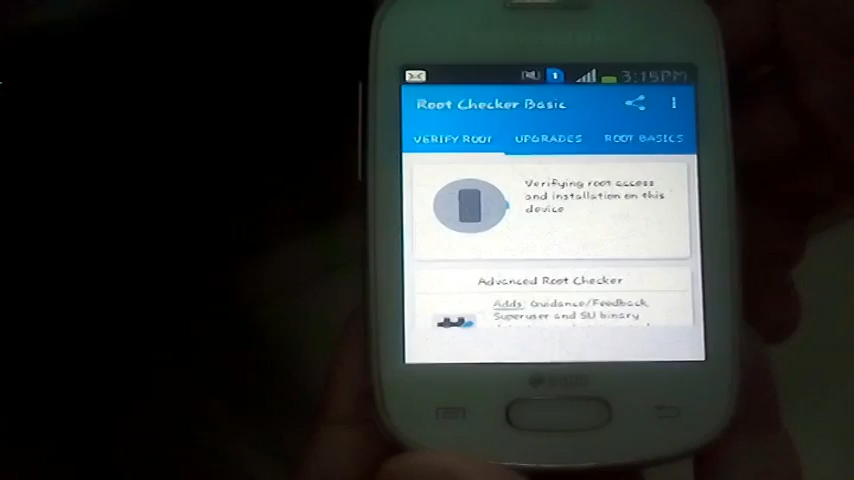 1 3:15PM
Root Checker Basic
VERIFY ROOT UPGRADES ROOT BASICS
Verifying root access
and installation on this
device
Advanced Root Checker
Adds: Guidance/Feedback,
Superuser and SU binary